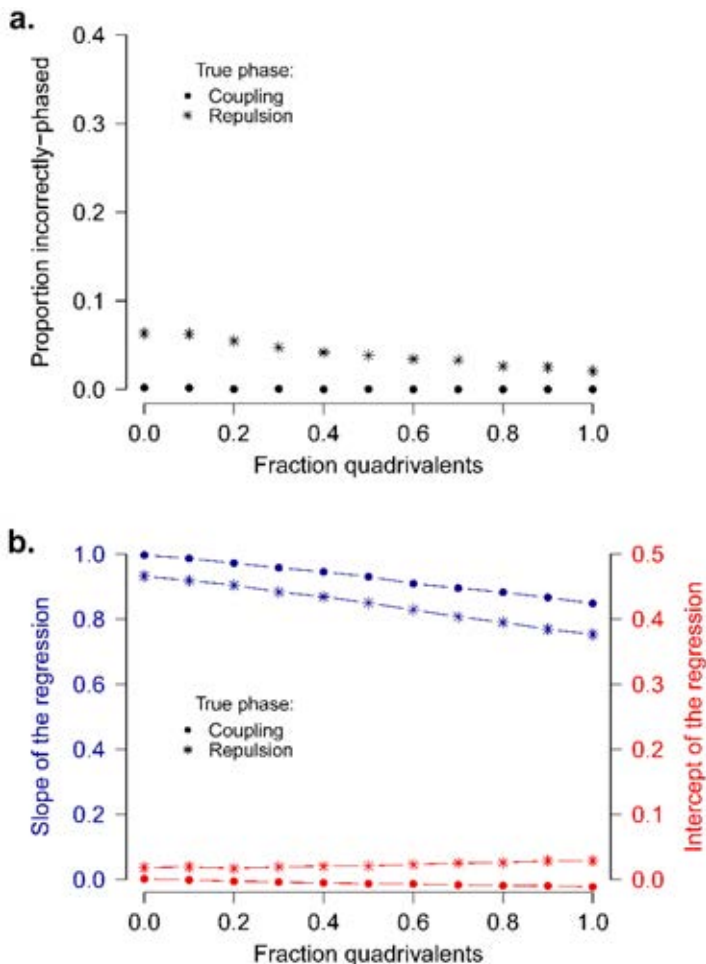 a.
Proportion incorrectly-phased
0.4
0.3
0.2
0.1
0.0
True phase:
Coupling
Repulsion
0.0 0.2 0.4 0.6 0.8 1.0
Fraction quadrivalents
b.
Slope of the regression
1.0
0.8
0.6
0.4
0.2
0.0
True phase:
Coupling
Repulsion
0.5
0.4
0.3
0.2
0.1
0.0
Intercept of the regression
0.0 0.2 0.4 0.6 0.8 1.0
Fraction quadrivalents